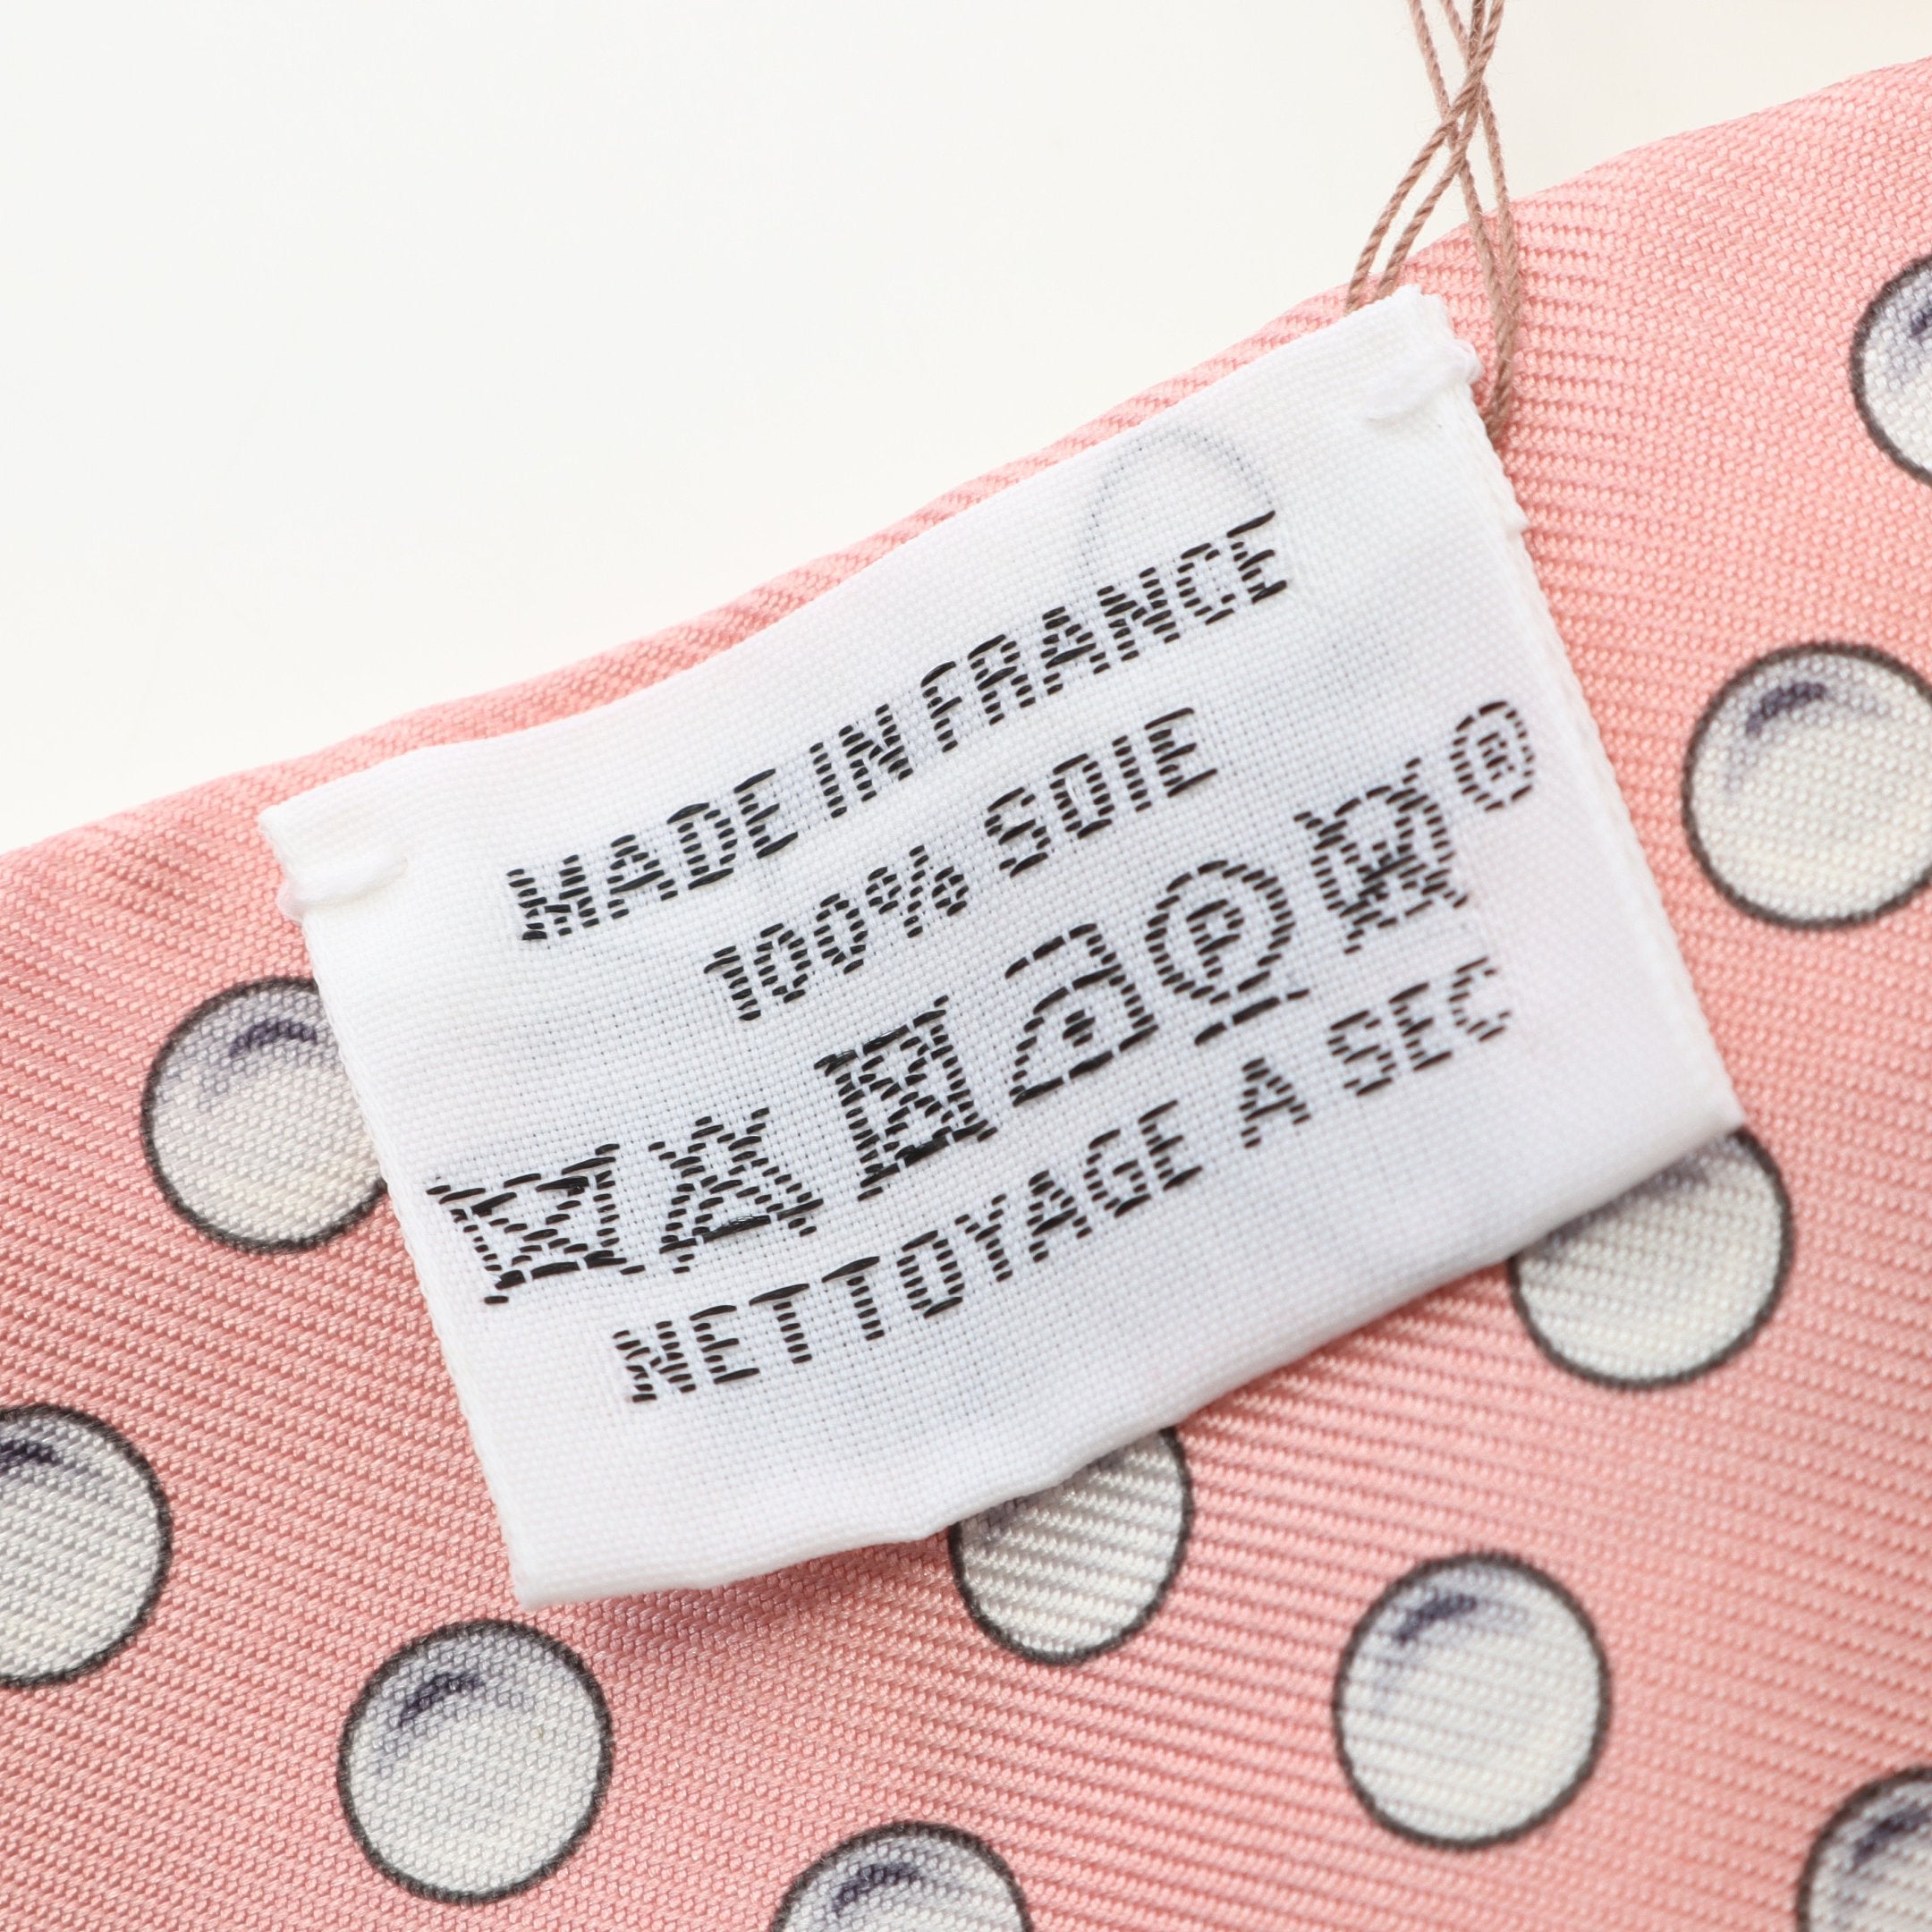 MADE IN FRANCE
100% SOIE
P W ®
NETTOYAGE A SEC